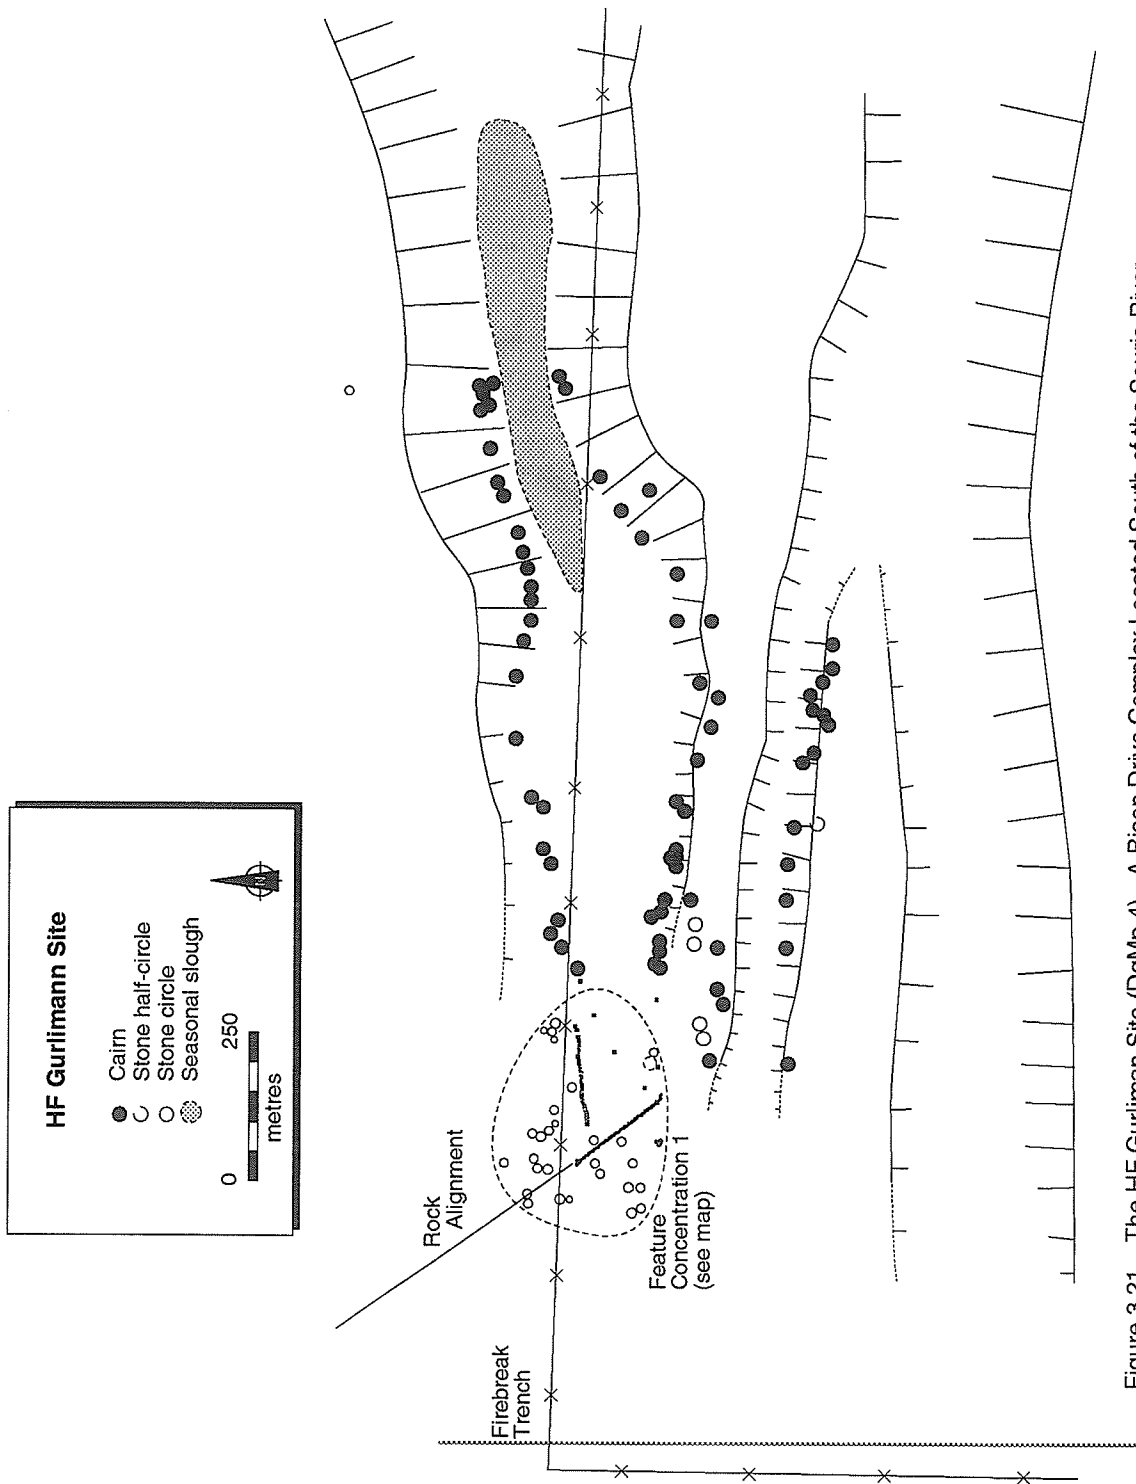 HF Gurlimann Site
Cairn
Stone half-circle
Stone circle
Seasonal slough
N
0
250
metres
Rock
Alignment
Feature
Concentration 1
(see map)
Firebreak
Trench
Figure 3.21 The HF Gurliman Site (DgMp 4), A Bison Drive Complex Located South of the Souris River